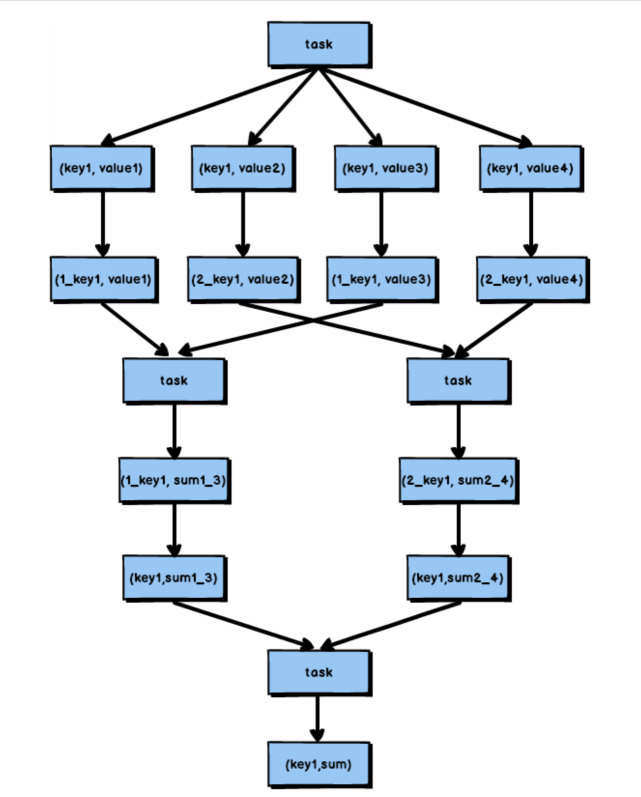 task
(key1, value1)
(key1, value2)
(key1, value3)
(key1, value4)
(1_key1, value1)
(2_key1, value2)
(1_key1, value3)
(2_key1, value4)
task
task
(1_key1, sum1_3)
(2_key1, sum2_4)
(key1,sum1_3)
(key1,sum2_4)
task
(key1,sum)